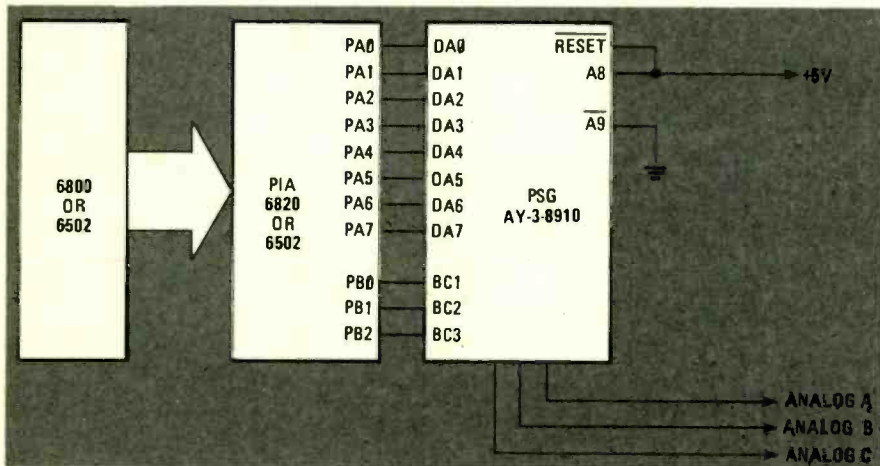 6800
OR
6502
PIA
6820
OR
6502
PA0
PA1
PA2
PA3
PA4
PA5
PA6
PA7
PB0
PB1
PB2
DA0
DA1
DA2
DA3
DA4
DA5
DA6
DA7
BC1
BC2
BC3
PSG
AY-3-8910
RESET
A8
A9
+5V
ANALOG A
ANALOG B
ANALOG C